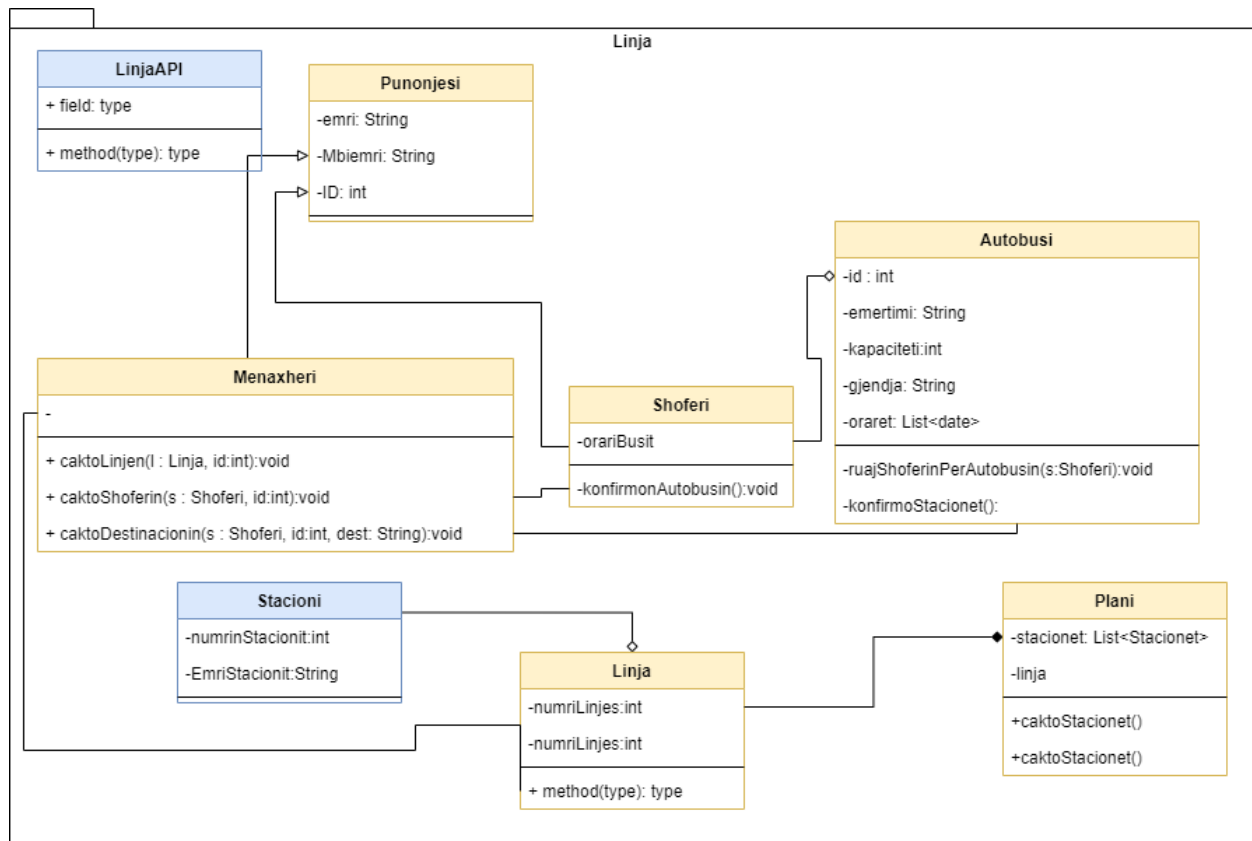 Linja
LinjaAPI
+ field: type
+ method(type): type
Punonjesi
-emri: String
-Mbiemri: String
-ID: int
Autobusi
-id : int
-emertimi: String
-kapaciteti:int
-gjendja: String
-oraret: List<date>
-ruajShoferinPerAutobusin(s:Shoferi):void
-konfirmoStacionet():
Menaxheri
-
+ caktoLinjen(l : Linja, id:int):void
+ caktoShoferin(s : Shoferi, id:int):void
+ caktoDestinacionin(s : Shoferi, id:int, dest: String):void
Shoferi
-orariBusit
-konfirmonAutobusin():void
Stacioni
-numrinStacionit:int
-EmriStacionit:String
Linja
-numriLinjes:int
-numriLinjes:int
+ method(type): type
Plani
-stacionet: List<Stacionet>
-linja
+caktoStacionet()
+caktoStacionet()